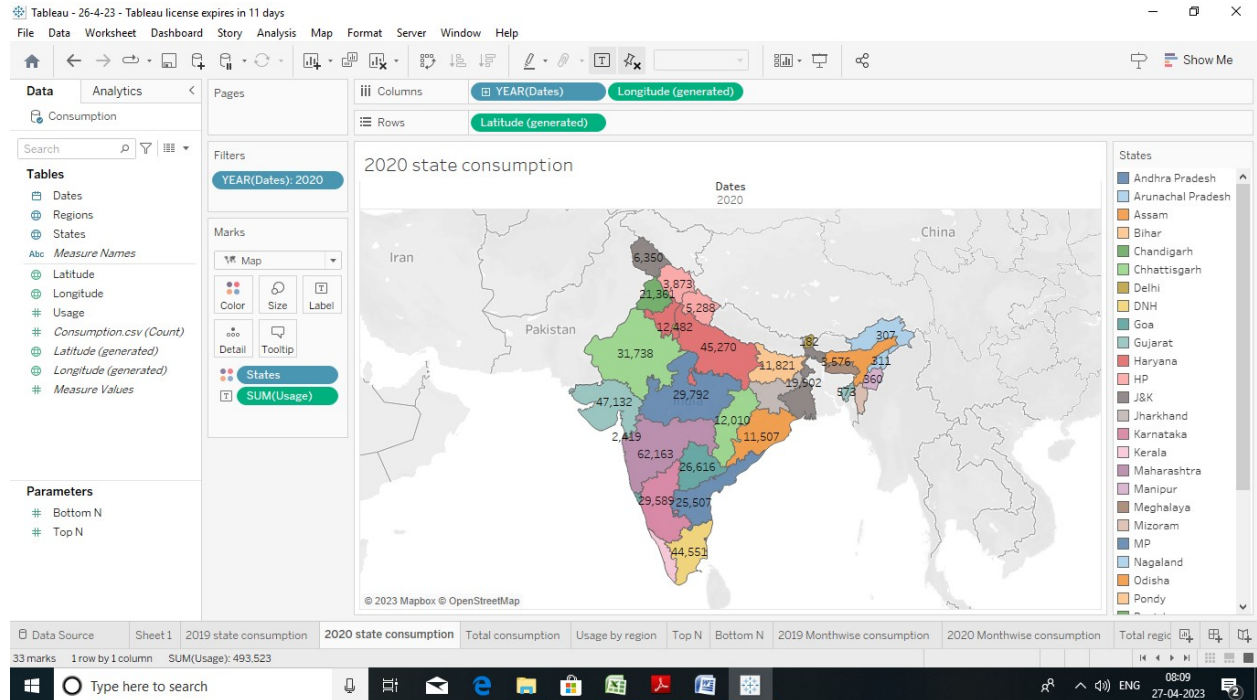 Tableau - 26-4-23 - Tableau license expires in 11 days
File Data Worksheet Dashboard Story Analysis Map Format Server Window Help
Show Me
Data Analytics
Consumption
Search
Tables
Dates
Regions
States
Abc Measure Names
Latitude
Longitude
# Usage
# Consumption.csv (Count)
Latitude (generated)
Longitude (generated)
# Measure Values
Parameters
# Bottom N
# Top N
Pages
Filters
YEAR(Dates): 2020
Marks
Map
Color Size Label
Detail Tooltip
States
SUM(Usage)
Columns YEAR(Dates) Longitude (generated)
Rows Latitude (generated)
2020 state consumption
Dates
2020
China
Iran
6,350
3,873
21,361
5,288
Pakistan
12,482
307
45,270
182
31,738
3,576
311
11,821
360
19,902
29,792
573
47,132
12,010
2,419
11,507
62,163
26,616
29,589
25,507
44,551
© 2023 Mapbox © OpenStreetMap
States
Andhra Pradesh
Arunachal Pradesh
Assam
Bihar
Chandigarh
Chhattisgarh
Delhi
DNH
Goa
Gujarat
Haryana
HP
J&K
Jharkhand
Karnataka
Kerala
Maharashtra
Manipur
Meghalaya
Mizoram
MP
Nagaland
Odisha
Pondy
Data Source Sheet 1 2019 state consumption 2020 state consumption Total consumption Usage by region Top N Bottom N 2019 Monthwise consumption 2020 Monthwise consumption Total regic
33 marks 1 row by 1 column SUM(Usage): 493,523
Type here to search
ENG
08:09
27-04-2023
2